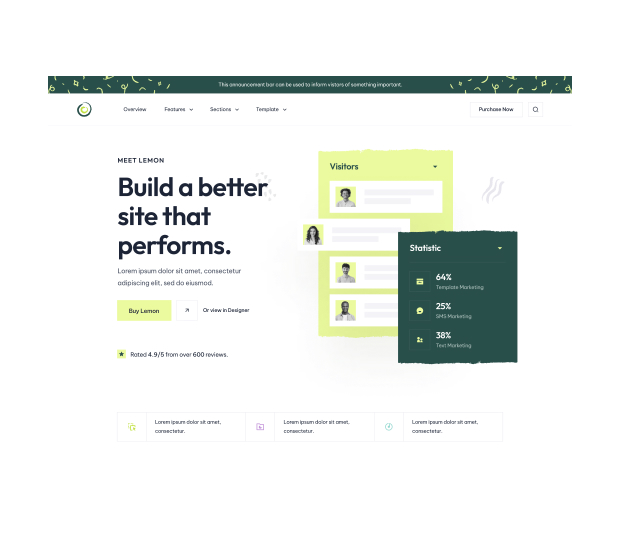 This announcement bar can be used to inform vistors of something important.
Overview Features Sections Template Purchase Now
MEET LEMON
Build a better
site that
performs.
Lorem ipsum dolor sit amet, consectetur
adipiscing elit, sed do eiusmod.
Buy Lemon Or view in Designer
Rated 4.9/5 from over 600 reviews.
Visitors
Statistic
64%
Template Marketing
25%
SMS Marketing
38%
Text Marketing
Lorem ipsum dolor sit amet,
consectetur.
Lorem ipsum dolor sit amet,
consectetur.
Lorem ipsum dolor sit amet,
consectetur.